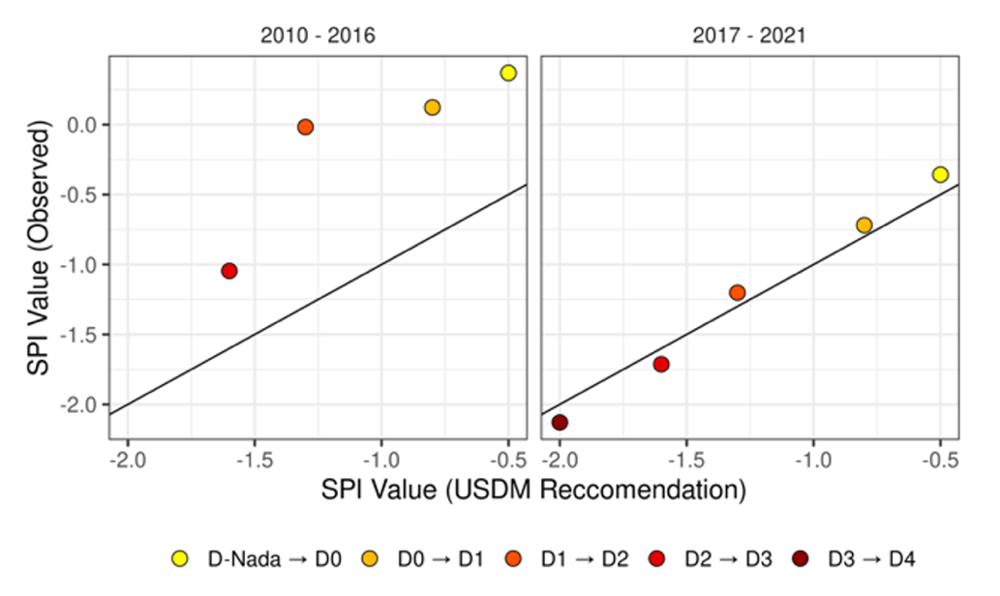 2010 - 2016 2017 - 2021
SPI Value (Observed)
0.0
-0.5
-1.0
-1.5
-2.0
-2.0 -1.5 -1.0 -0.5 -2.0 -1.5 -1.0 -0.5
SPI Value (USDM Reccomendation)
D-Nada → D0 D0 → D1 D1 → D2 D2 → D3 D3 → D4